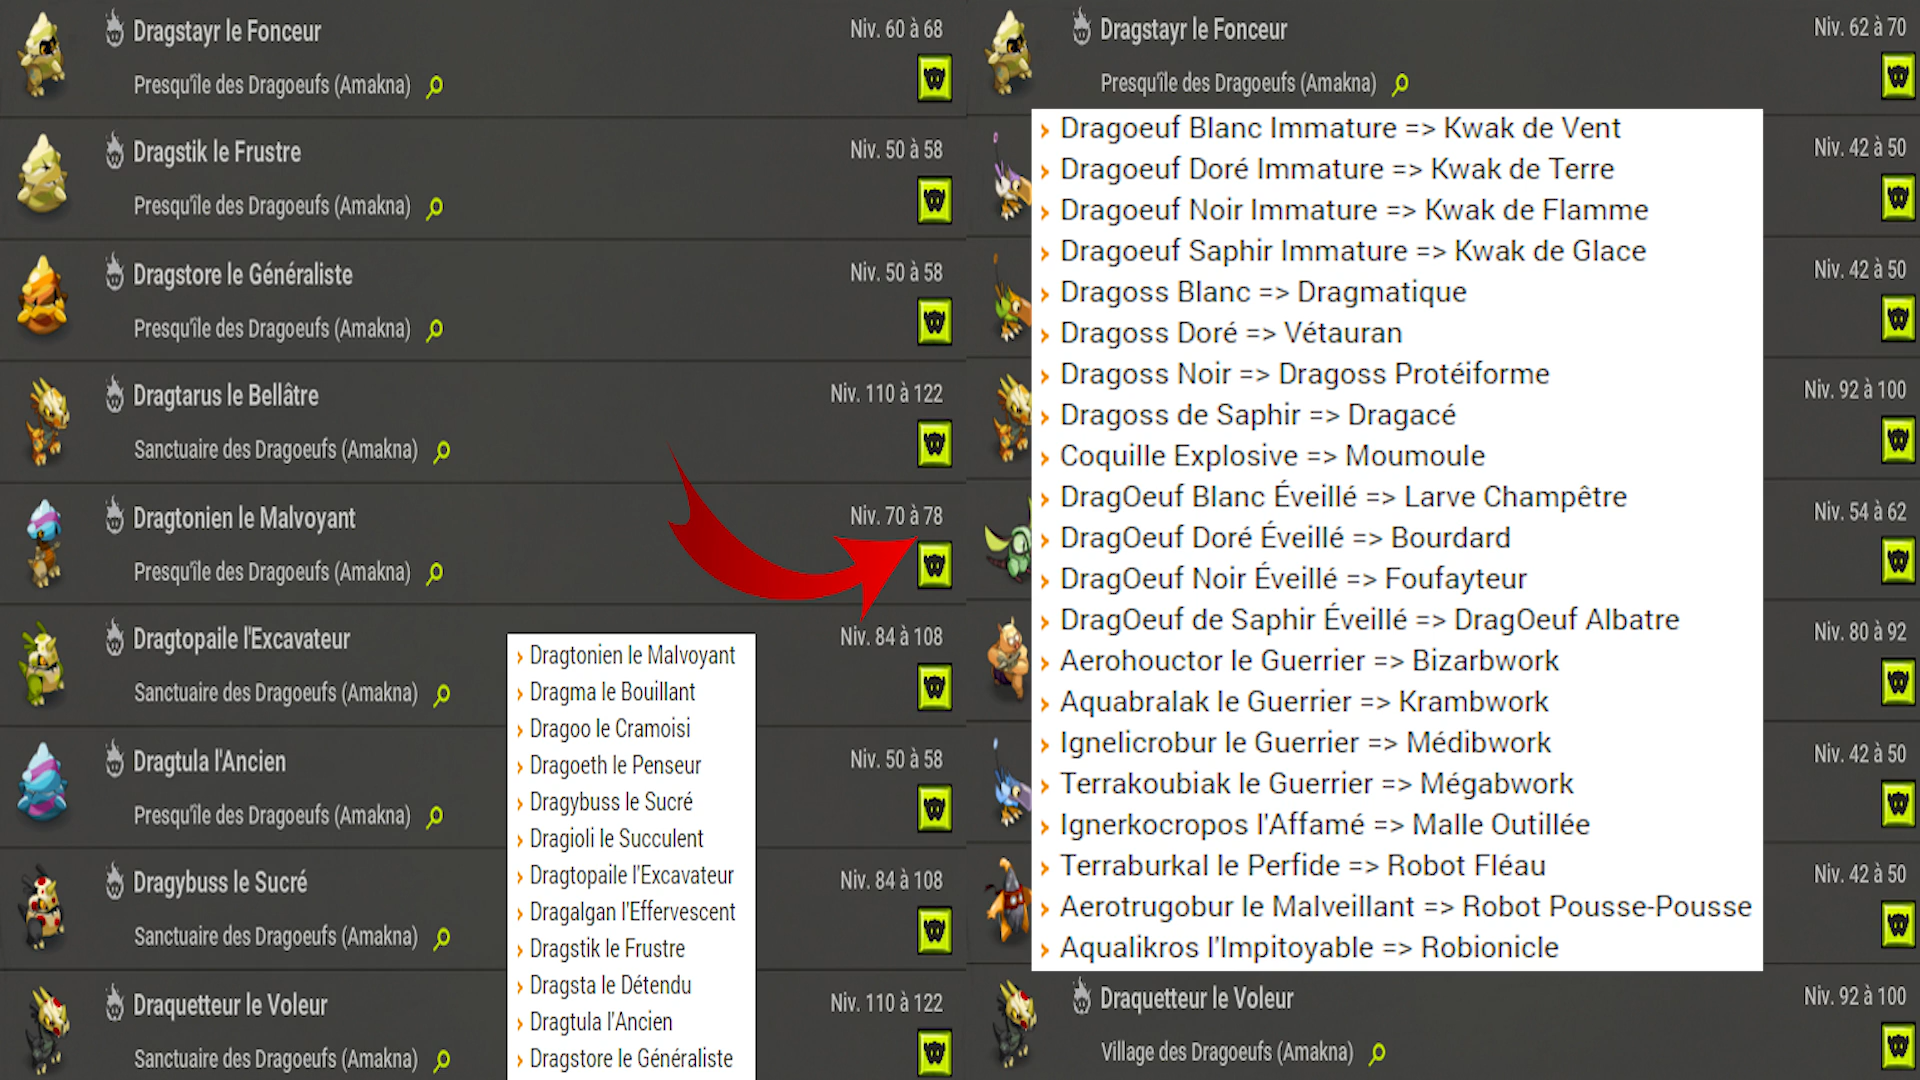 Dragstayr le Fonceur
Niv. 60 à 68
Presqu'île des Dragoeufs (Amakna)
Dragstik le Frustre
Niv. 50 à 58
Presqu'île des Dragoeufs (Amakna)
Dragstore le Généraliste
Niv. 50 à 58
Presqu'île des Dragoeufs (Amakna)
Dragtarus le Bellâtre
Niv. 110 à 122
Sanctuaire des Dragoeufs (Amakna)
Dragtonien le Malvoyant
Niv. 70 à 78
Presqu'île des Dragoeufs (Amakna)
Dragtopaile l'Excavateur
Niv. 84 à 108
Sanctuaire des Dragoeufs (Amakna)
Dragtula l'Ancien
Niv. 50 à 58
Presqu'île des Dragoeufs (Amakna)
Dragybuss le Sucré
Niv. 84 à 108
Sanctuaire des Dragoeufs (Amakna)
Draquetteur le Voleur
Niv. 110 à 122
Sanctuaire des Dragoeufs (Amakna)
› Dragtonien le Malvoyant
› Dragma le Bouillant
› Dragoo le Cramoisi
› Dragoeth le Penseur
› Dragybuss le Sucré
› Dragioli le Succulent
› Dragtopaile l'Excavateur
› Dragalgan l'Effervescent
› Dragstik le Frustre
› Dragsta le Détendu
› Dragtula l'Ancien
› Dragstore le Généraliste
Dragstayr le Fonceur
Niv. 62 à 70
Presqu'île des Dragoeufs (Amakna)
› Dragoeuf Blanc Immature => Kwak de Vent
› Dragoeuf Doré Immature => Kwak de Terre
› Dragoeuf Noir Immature => Kwak de Flamme
› Dragoeuf Saphir Immature => Kwak de Glace
› Dragoss Blanc => Dragmatique
› Dragoss Doré => Vétauran
› Dragoss Noir => Dragoss Protéiforme
› Dragoss de Saphir => Dragacé
› Coquille Explosive => Moumoule
› DragOeuf Blanc Éveillé => Larve Champêtre
› DragOeuf Doré Éveillé => Bourdard
› DragOeuf Noir Éveillé => Foufayteur
› DragOeuf de Saphir Éveillé => DragOeuf Albatre
› Aerohouctor le Guerrier => Bizarbwork
› Aquabralak le Guerrier => Krambwork
› Ignelicrobur le Guerrier => Médibwork
› Terrakoubiak le Guerrier => Mégabwork
› Ignerkocropos l'Affamé => Malle Outillée
› Terraburkal le Perfide => Robot Fléau
› Aerotrugobur le Malveillant => Robot Pousse-Pousse
› Aqualikros l'Impitoyable => Robionicle
Niv. 42 à 50
Niv. 42 à 50
Niv. 92 à 100
Niv. 54 à 62
Niv. 80 à 92
Niv. 42 à 50
Niv. 42 à 50
Draquetteur le Voleur
Niv. 92 à 100
Village des Dragoeufs (Amakna)